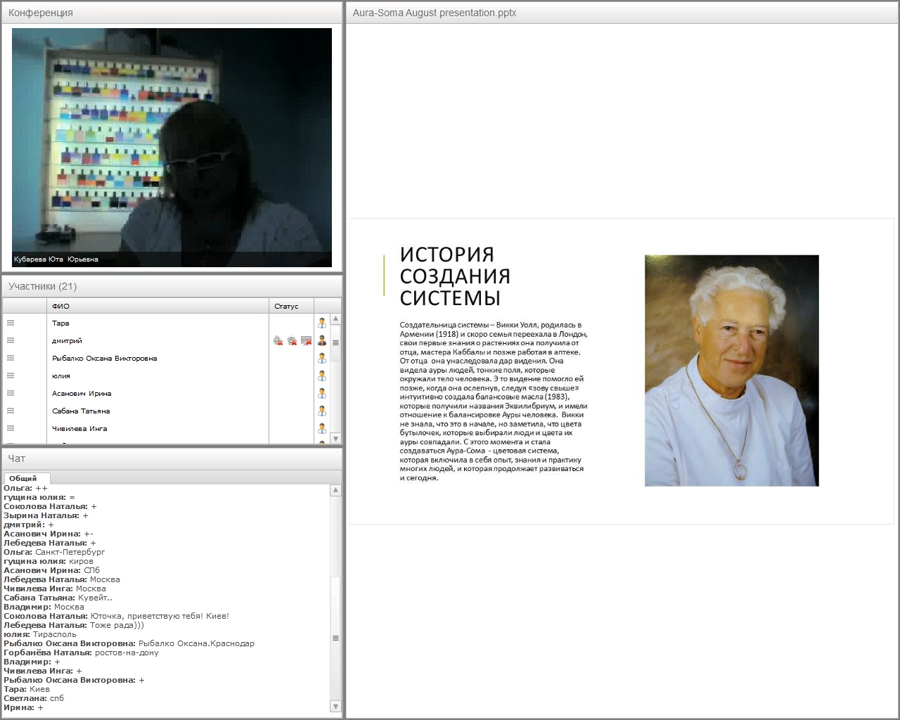 Конференция
Кубарева Юта Юрьевна
Участники (21)
ФИО
Статус
Тара
дмитрий
Рыбалко Оксана Викторовна
юлия
Асанович Ирина
Сабана Татьяна
Чивилева Инга
Чат
Общий
Ольга: ++
гущина юлия: =
Соколова Наталья: +
Зырина Наталья: +
дмитрий: +
Асанович Ирина: +-
Лебедева Наталья: +
Ольга: Санкт-Петербург
гущина юлия: киров
Асанович Ирина: СПб
Лебедева Наталья: Москва
Чивилева Инга: Москва
Сабана Татьяна: Кувейт..
Владимир: Москва
Соколова Наталья: Юточка, приветствую тебя! Киев!
Лебедева Наталья: Тоже рада)))
юлия: Тирасполь
Рыбалко Оксана Викторовна: Рыбалко Оксана.Краснодар
Горбанёва Наталья: ростов-на-дону
Владимир: +
Чивилева Инга: +
Рыбалко Оксана Викторовна: +
Тара: Киев
Светлана: спб
Ирина: +
Aura-Soma August presentation.pptx
ИСТОРИЯ
СОЗДАНИЯ
СИСТЕМЫ
Создательница системы – Викки Уолл, родилась в
Армении (1918) и скоро семья переехала в Лондон,
свои первые знания о растениях она получила от
отца, мастера Каббалы и позже работая в аптеке.
От отца она унаследовала дар видения. Она
видела ауры людей, тонкие поля, которые
окружали тело человека. Это видение помогло ей
позже, когда она ослепнув, следуя «зову свыше»
интуитивно создала балансовые масла (1983),
которые получили названия Эквилибриум, и имели
отношение к балансировке Ауры человека. Викки
не знала, что это в начале, но заметила, что цвета
бутылочек, которые выбирали люди и цвета их
ауры совпадали. С этого момента и стала
создаваться Аура-Сома - цветовая система,
которая включила в себя опыт, знания и практику
многих людей, и которая продолжает развиваться
и сегодня.